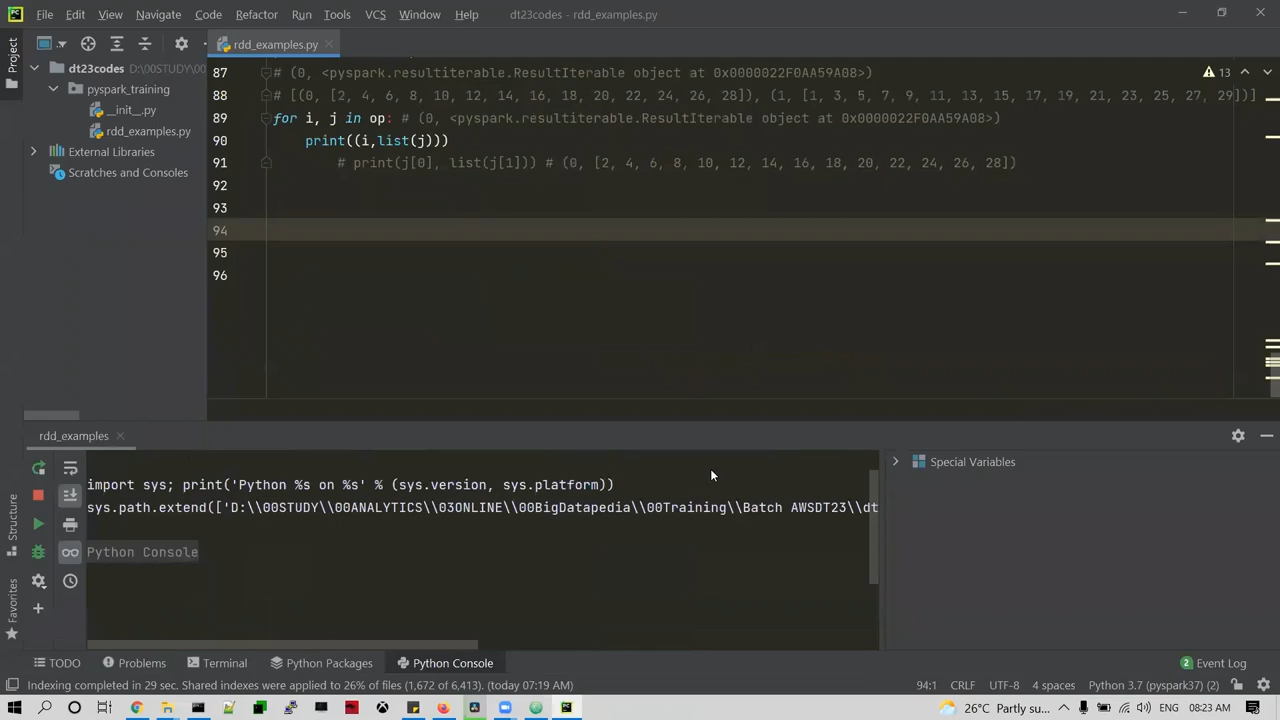 PC File Edit View Navigate Code Refactor Run Tools VCS Window Help dt23codes - rdd_examples.py
rdd_examples.py
Project
dt23codes D:\00STUDY\00
pyspark_training
__init__.py
rdd_examples.py
External Libraries
Scratches and Consoles
13
87 # (0, <pyspark.resultiterable.ResultIterable object at 0x0000022F0AA59A08>)
88 # [(0, [2, 4, 6, 8, 10, 12, 14, 16, 18, 20, 22, 24, 26, 28]), (1, [1, 3, 5, 7, 9, 11, 13, 15, 17, 19, 21, 23, 25, 27, 29])]
89 for i, j in op: # (0, <pyspark.resultiterable.ResultIterable object at 0x0000022F0AA59A08>)
90 print((i,list(j)))
91 # print(j[0], list(j[1])) # (0, [2, 4, 6, 8, 10, 12, 14, 16, 18, 20, 22, 24, 26, 28])
92
93
94
95
96
rdd_examples
import sys; print('Python %s on %s' % (sys.version, sys.platform))
sys.path.extend(['D:\\00STUDY\\00ANALYTICS\\03ONLINE\\00BigDatapedia\\00Training\\Batch AWSDT23\\dt
Python Console
Special Variables
Structure
Favorites
TODO Problems Terminal Python Packages Python Console 2 Event Log
Indexing completed in 29 sec. Shared indexes were applied to 26% of files (1,672 of 6,413). (today 07:19 AM) 94:1 CRLF UTF-8 4 spaces Python 3.7 (pyspark37) (2)
26°C Partly su... ENG 08:23 AM